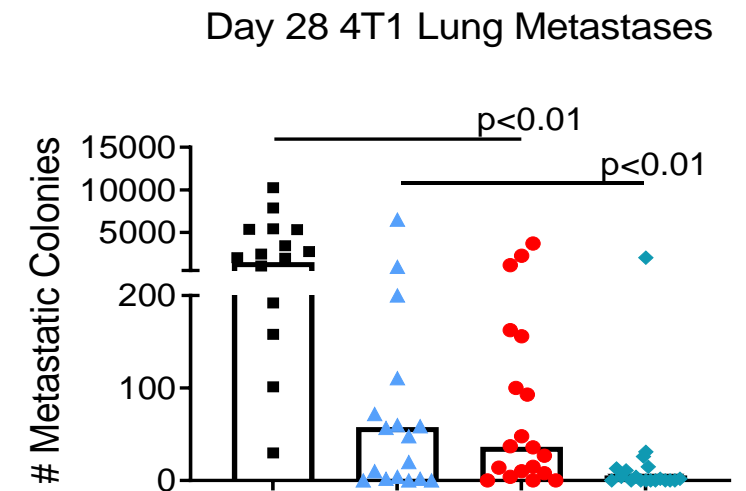 Day 28 4T1 Lung Metastases
p<0.01
p<0.01
# Metastatic Colonies
15000
10000
5000
200
100
0